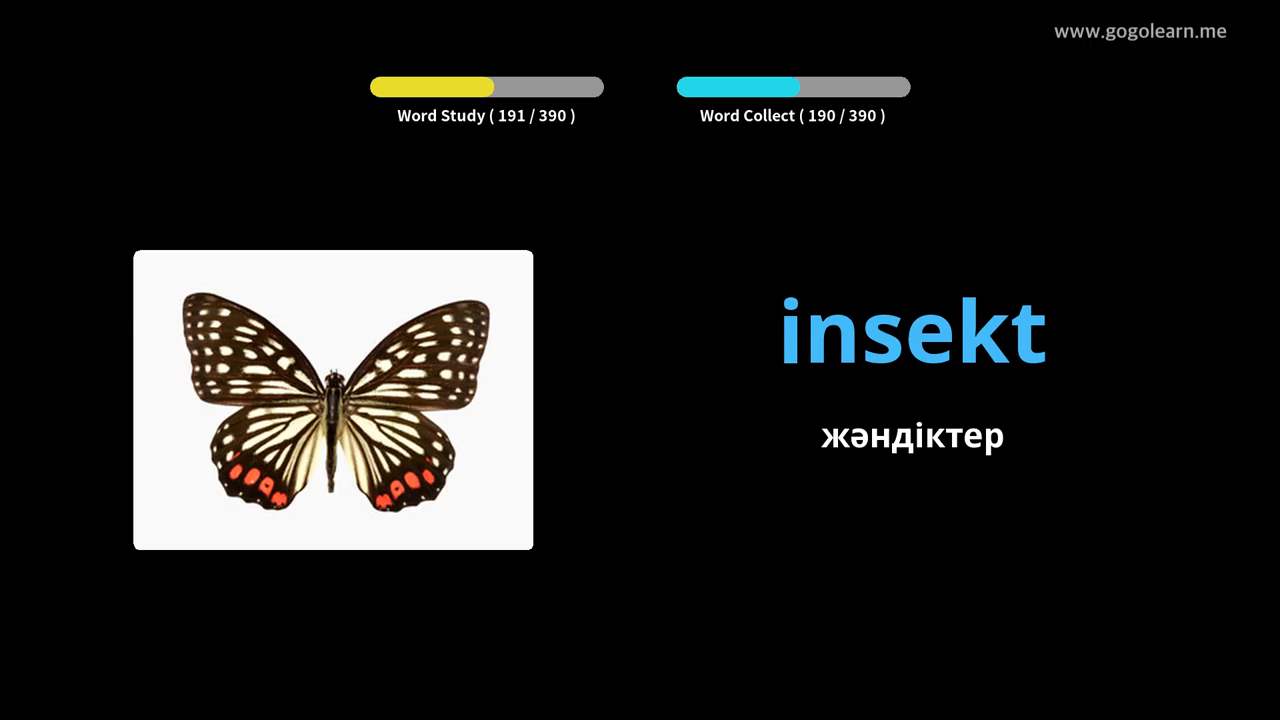 www.gogolearn.me
Word Study ( 191 / 390 )
Word Collect ( 190 / 390 )
insekt
жәндіктер